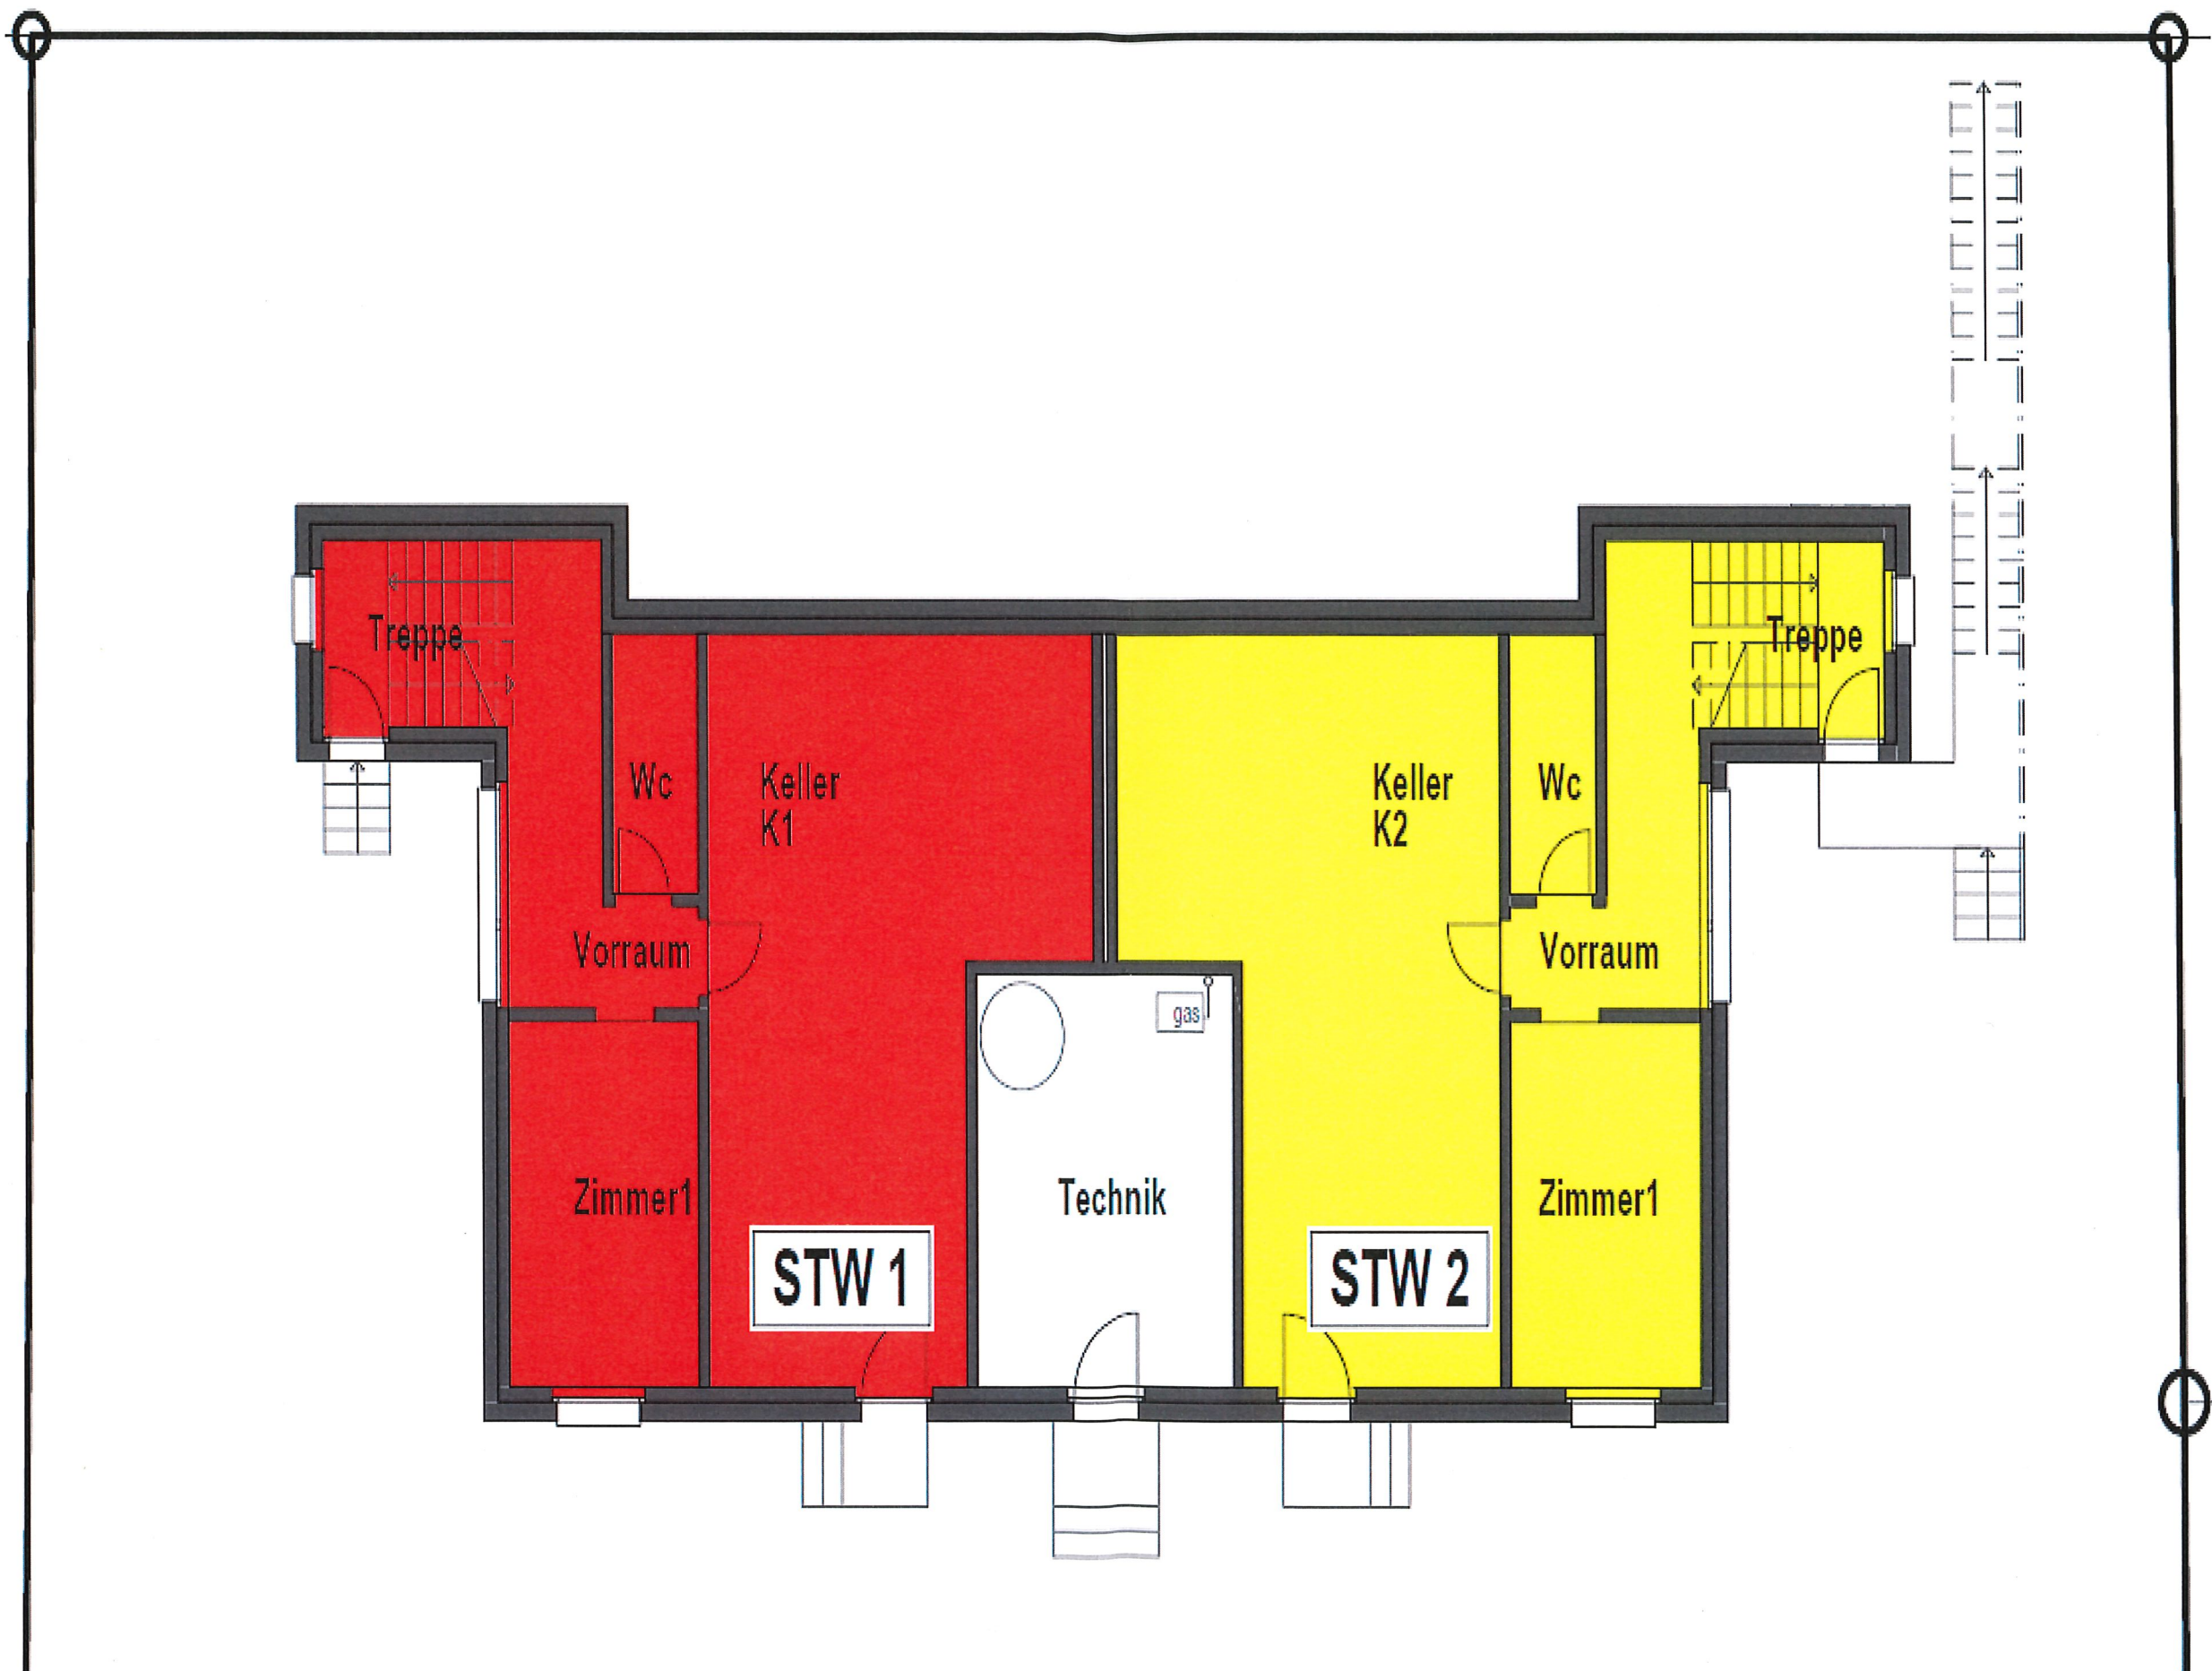 Treppe
Treppe
Wc
Keller
K1
Keller
K2
Wc
Vorraum
Vorraum
gas
Zimmer1
Technik
Zimmer1
STW 1
STW 2